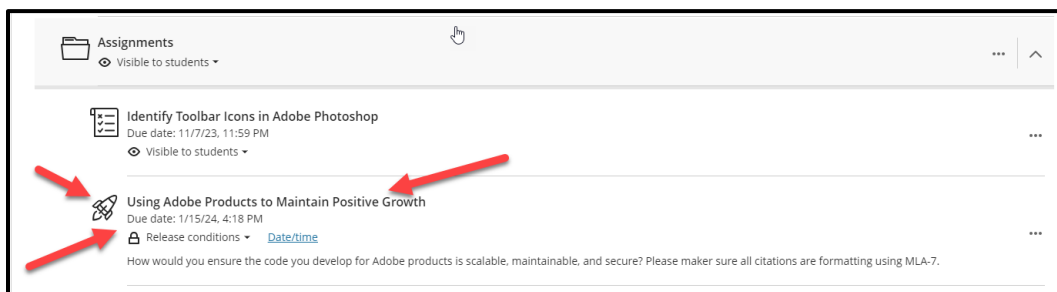 Assignments
Visible to students
Identify Toolbar Icons in Adobe Photoshop
Due date: 11/7/23, 11:59 PM
Visible to students
Using Adobe Products to Maintain Positive Growth
Due date: 1/15/24, 4:18 PM
Release conditions Date/time
How would you ensure the code you develop for Adobe products is scalable, maintainable, and secure? Please maker sure all citations are formatting using MLA-7.